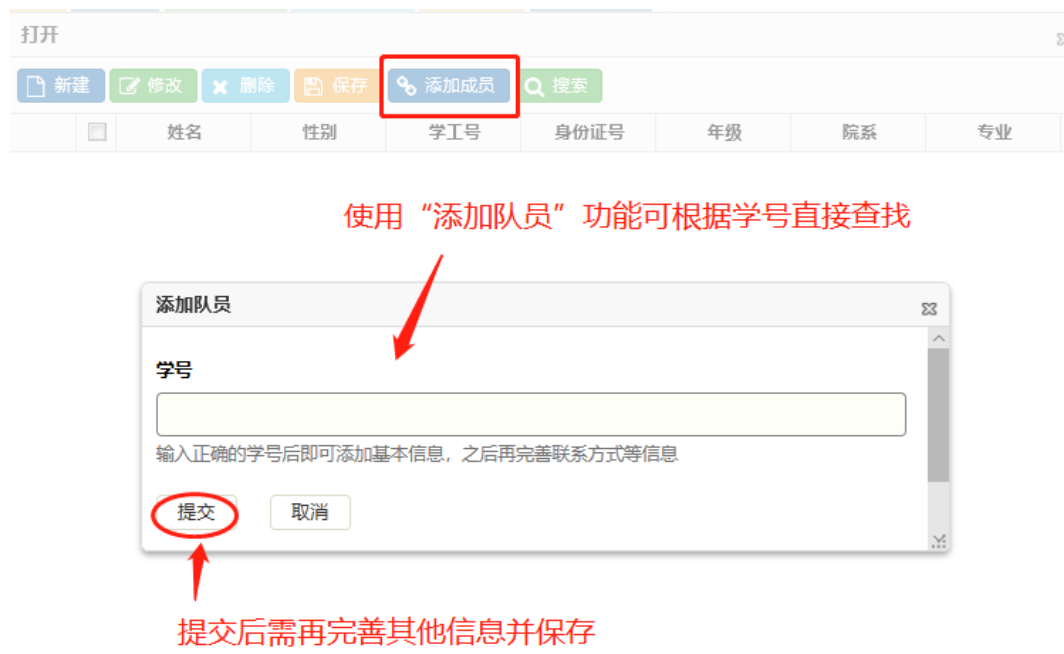 打开
新建 修改 删除 保存 添加成员 搜索
姓名 性别 学工号 身份证号 年级 院系 专业
使用“添加队员”功能可根据学号直接查找
添加队员
学号
输入正确的学号后即可添加基本信息，之后再完善联系方式等信息
提交 取消
提交后需再完善其他信息并保存